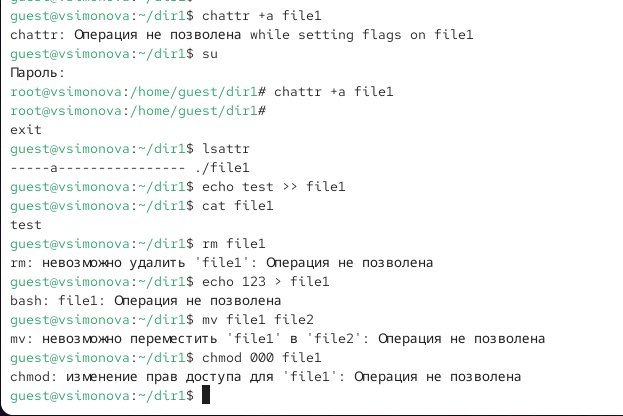 guest@vsimonova:~/dir1$ chattr +a file1
chattr: Операция не позволена while setting flags on file1
guest@vsimonova:~/dir1$ su
Пароль:
root@vsimonova:/home/guest/dir1# chattr +a file1
root@vsimonova:/home/guest/dir1#
exit
guest@vsimonova:~/dir1$ lsattr
-----a---------------- ./file1
guest@vsimonova:~/dir1$ echo test >> file1
guest@vsimonova:~/dir1$ cat file1
test
guest@vsimonova:~/dir1$ rm file1
rm: невозможно удалить 'file1': Операция не позволена
guest@vsimonova:~/dir1$ echo 123 > file1
bash: file1: Операция не позволена
guest@vsimonova:~/dir1$ mv file1 file2
mv: невозможно переместить 'file1' в 'file2': Операция не позволена
guest@vsimonova:~/dir1$ chmod 000 file1
chmod: изменение прав доступа для 'file1': Операция не позволена
guest@vsimonova:~/dir1$